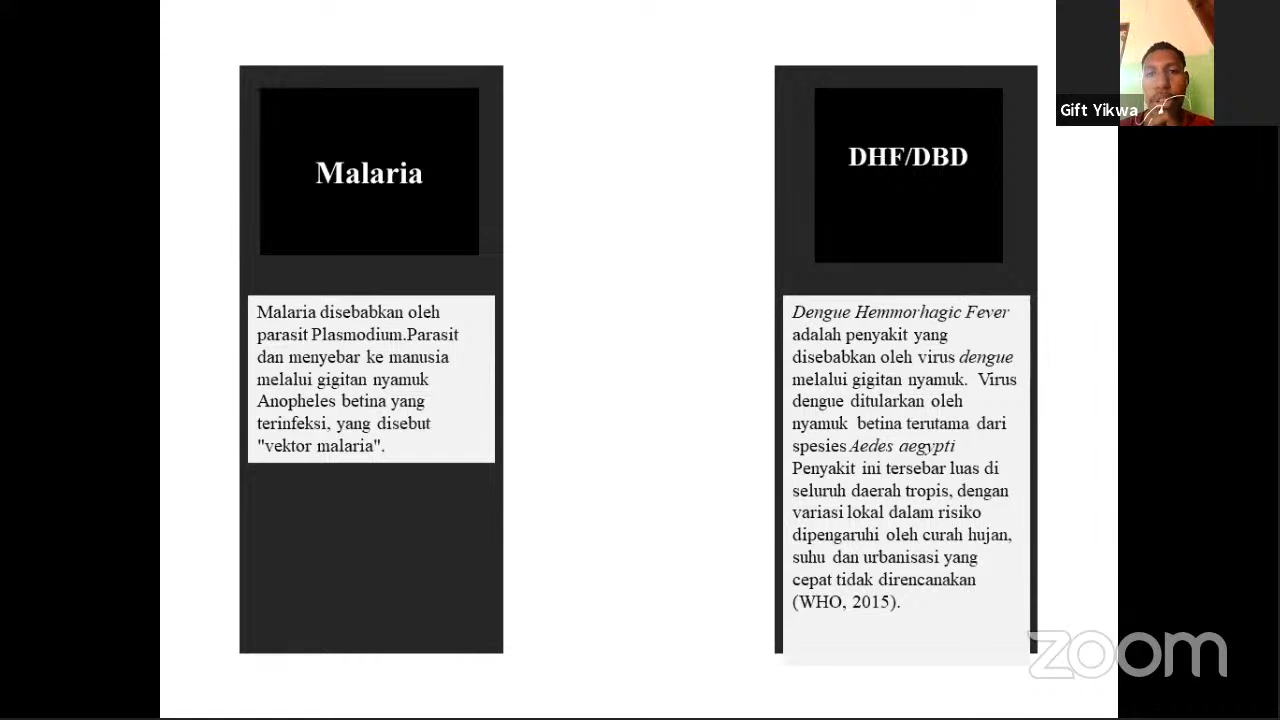 Malaria
Malaria disebabkan oleh
parasit Plasmodium.Parasit
dan menyebar ke manusia
melalui gigitan nyamuk
Anopheles betina yang
terinfeksi, yang disebut
"vektor malaria".
DHF/DBD
Dengue Hemmorhagic Fever
adalah penyakit yang
disebabkan oleh virus dengue
melalui gigitan nyamuk. Virus
dengue ditularkan oleh
nyamuk betina terutama dari
spesies Aedes aegypti
Penyakit ini tersebar luas di
seluruh daerah tropis, dengan
variasi lokal dalam risiko
dipengaruhi oleh curah hujan,
suhu dan urbanisasi yang
cepat tidak direncanakan
(WHO, 2015).
Gift Yikwa
zoom